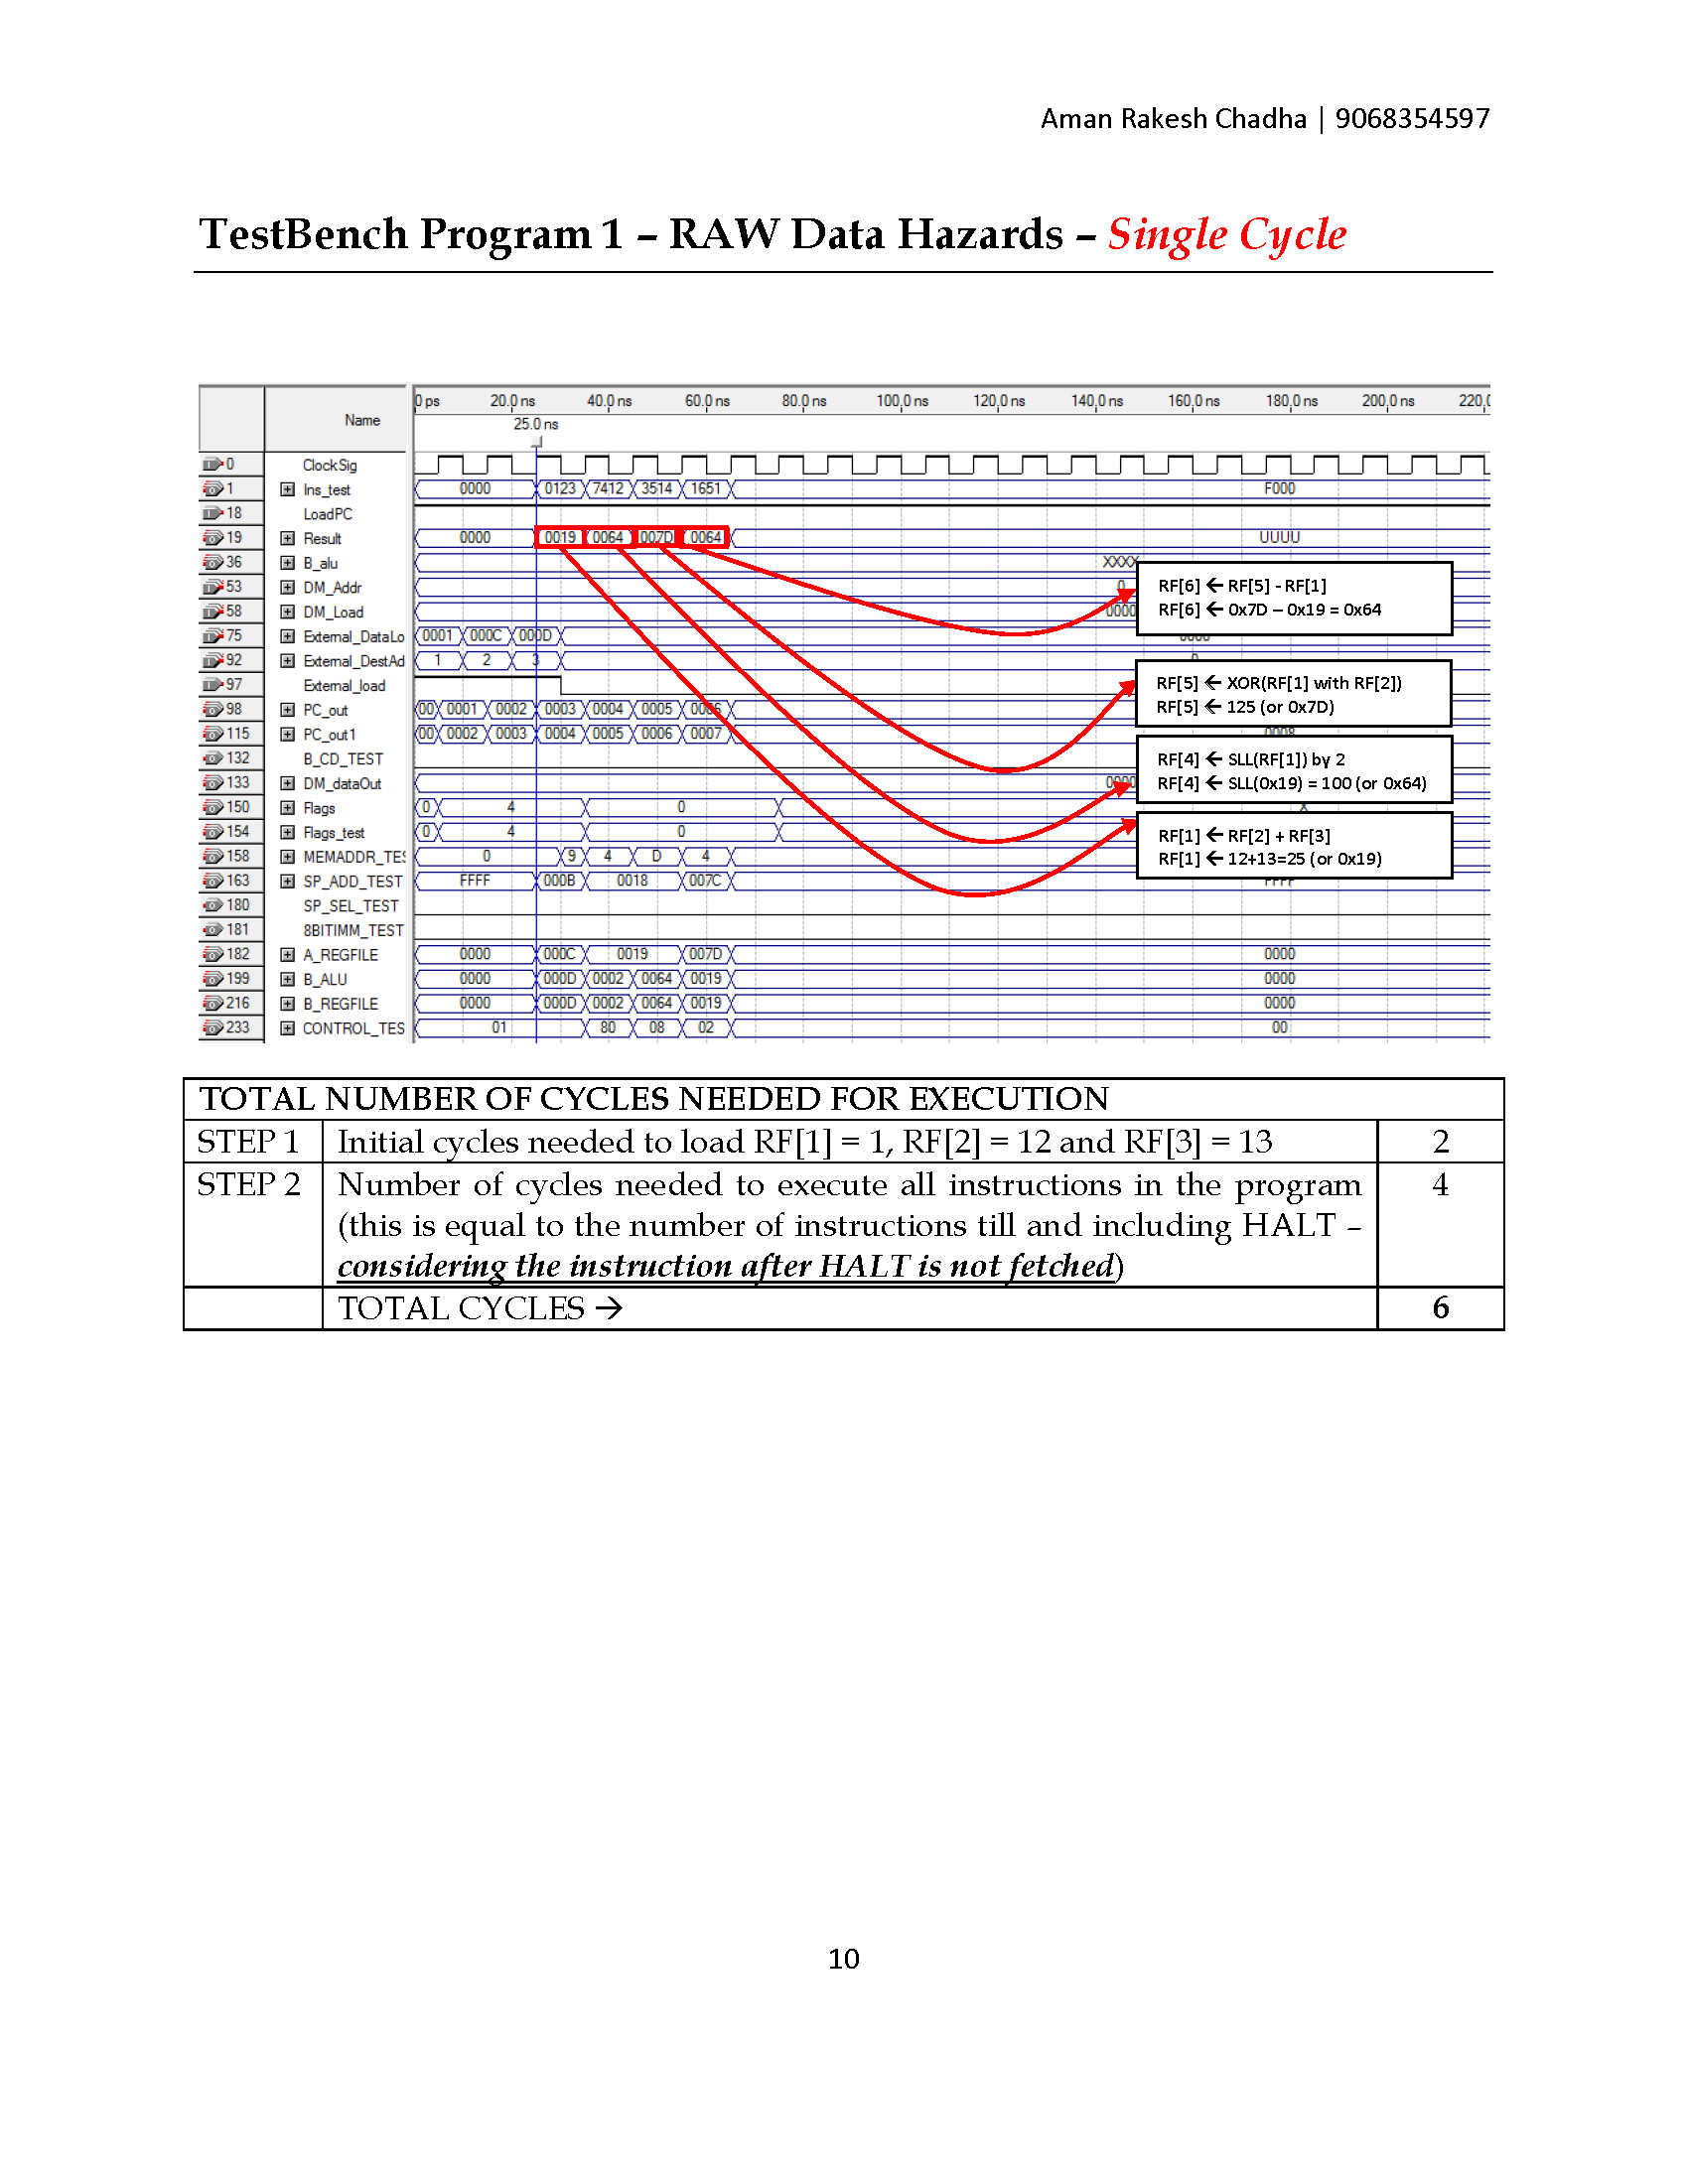 Aman Rakesh Chadha | 9068354597
TestBench Program 1 – RAW Data Hazards – Single Cycle
Name
0 ps 20.0 ns 40.0 ns 60.0 ns 80.0 ns 100.0 ns 120.0 ns 140.0 ns 160.0 ns 180.0 ns 200.0 ns 220.0
25.0 ns
0 ClockSig
1 Ins_test 0000 0123 7412 3514 1651 F000
18 LoadPC
19 Result 0000 0019 0064 007D 0064 UUUU
36 B_alu XXXX
53 DM_Addr 0
58 DM_Load 0000
75 External_DataLo 0001 000C 000D 0000
92 External_DestAd 1 2 3 0
97 External_load
98 PC_out 00 0001 0002 0003 0004 0005 0006
115 PC_out1 00 0002 0003 0004 0005 0006 0007 0008
132 B_CD_TEST
133 DM_dataOut 0000
150 Flags 0 4 0 X
154 Flags_test 0 4 0
158 MEMADDR_TES 0 9 4 D 4
163 SP_ADD_TEST FFFF 000B 0018 007C FFFF
180 SP_SEL_TEST
181 8BITIMM_TEST
182 A_REGFILE 0000 000C 0019 007D 0000
199 B_ALU 0000 000D 0002 0064 0019 0000
216 B_REGFILE 0000 000D 0002 0064 0019 0000
233 CONTROL_TES 01 80 08 02 00
RF[6] ← RF[5] - RF[1]
RF[6] ← 0x7D – 0x19 = 0x64
RF[5] ← XOR(RF[1] with RF[2])
RF[5] ← 125 (or 0x7D)
RF[4] ← SLL(RF[1]) by 2
RF[4] ← SLL(0x19) = 100 (or 0x64)
RF[1] ← RF[2] + RF[3]
RF[1] ← 12+13=25 (or 0x19)
TOTAL NUMBER OF CYCLES NEEDED FOR EXECUTION
STEP 1 Initial cycles needed to load RF[1] = 1, RF[2] = 12 and RF[3] = 13 2
STEP 2 Number of cycles needed to execute all instructions in the program 4
(this is equal to the number of instructions till and including HALT –
considering the instruction after HALT is not fetched)
TOTAL CYCLES → 6
10